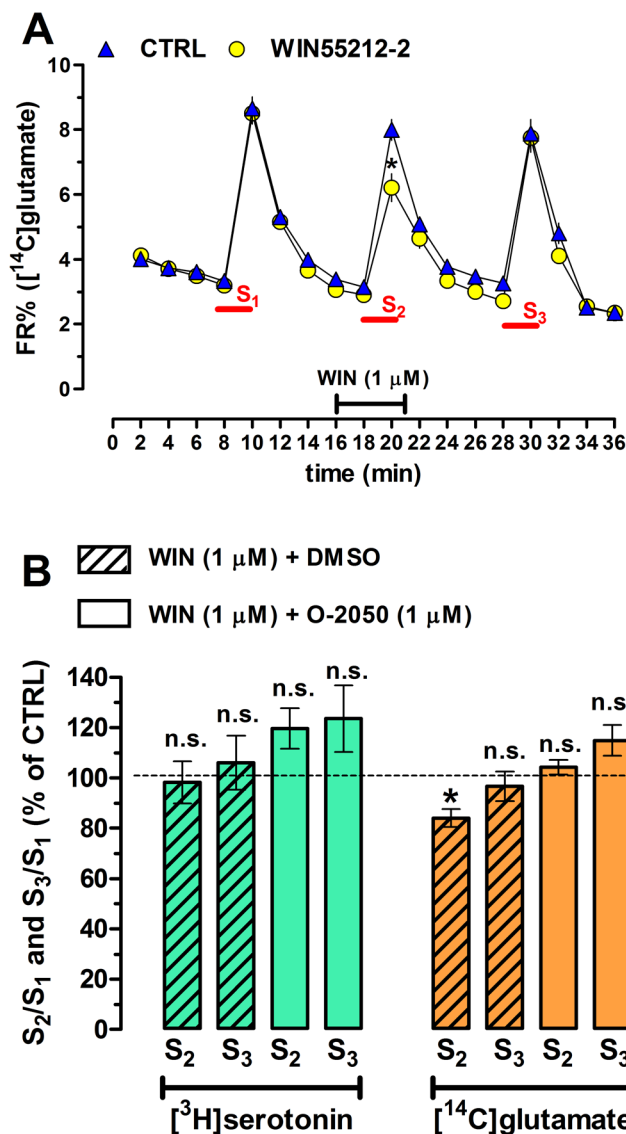 A
CTRL WIN55212-2
FR% ([¹⁴C]glutamate)
10
8
6
4
2
0
*
S₁
S₂
S₃
WIN (1 μM)
0 2 4 6 8 10 12 14 16 18 20 22 24 26 28 30 32 34 36
time (min)
B
WIN (1 μM) + DMSO
WIN (1 μM) + O-2050 (1 μM)
S₂/S₁ and S₃/S₁ (% of CTRL)
140
120
100
80
60
40
20
0
n.s. n.s. n.s. n.s. * n.s. n.s. n.s.
S₂ S₃ S₂ S₃ S₂ S₃ S₂ S₃
[³H]serotonin [¹⁴C]glutamate